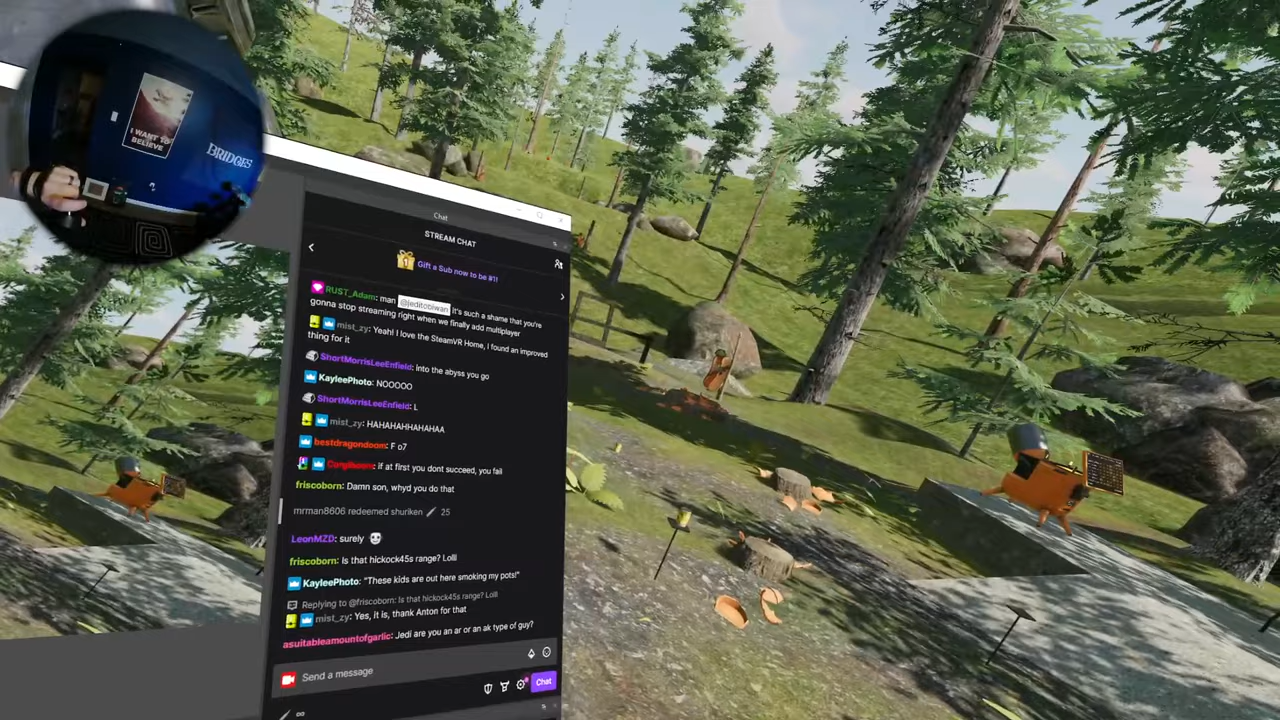 I WANT TO
BELIEVE
BRIDGES
Chat
STREAM CHAT
Gift a Sub now to be #1!
RUST_Adam: man @jeditobiwan it's such a shame that you're
gonna stop streaming right when we finally add multiplayer
mist_zy: Yeah! I love the SteamVR Home, I found an improved
thing for it
ShortMorrisLeeEnfield: Into the abyss you go
KayleePhoto: NOOOOO
ShortMorrisLeeEnfield: L
mist_zy: HAHAHAHHAHAHAA
bestdragondoom: F o7
if at first you dont succeed, you fail
friscoborn: Damn son, whyd you do that
mrman8606 redeemed shuriken 25
LeonMZD: surely
friscoborn: Is that hickock45s range? Lolll
KayleePhoto: "These kids are out here smoking my pots!"
Replying to @friscoborn: Is that hickock45s range? Lolll
mist_zy: Yes, it is, thank Anton for that
asuitableamountofgarlic: Jedi are you an ar or an ak type of guy?
Send a message
Chat